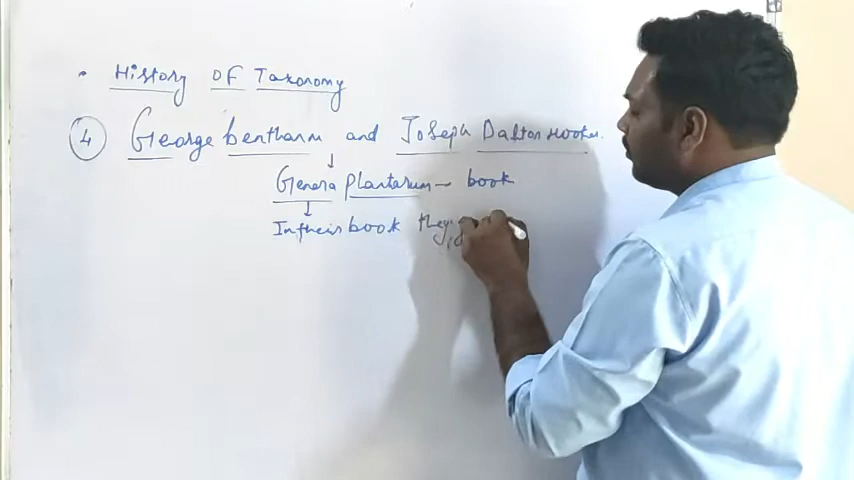 • History OF Taxonomy
4 George bentham and Joseph Dalton Hooker.
Genera plantarum - book
In their book they